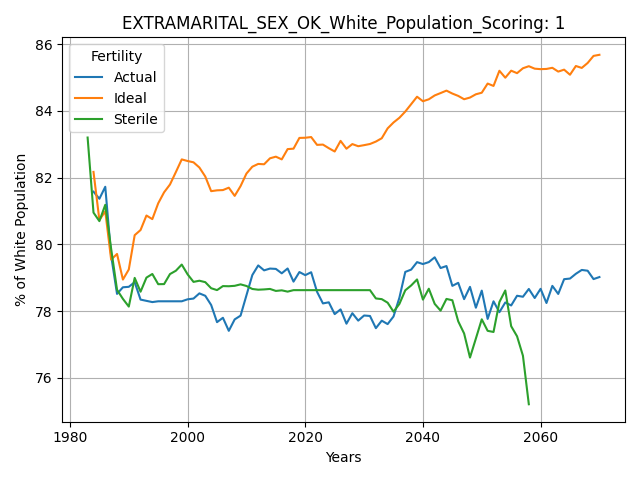 EXTRAMARITAL_SEX_OK_White_Population_Scoring: 1
Fertility
Actual
Ideal
Sterile
% of White Population
86
84
82
80
78
76
1980
2000
2020
2040
2060
Years